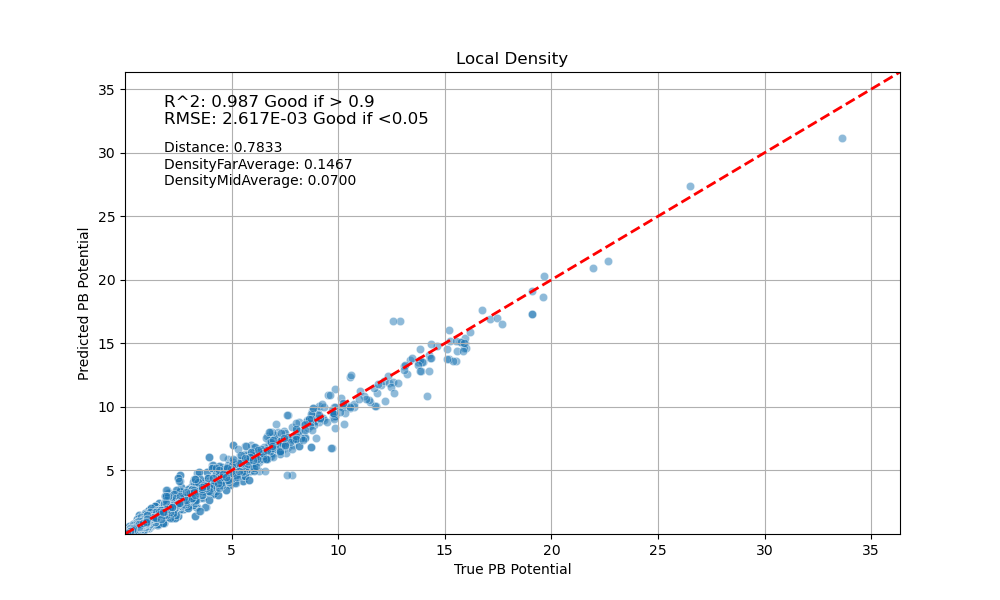 Local Density
R^2: 0.987 Good if > 0.9
RMSE: 2.617E-03 Good if <0.05
Distance: 0.7833
DensityFarAverage: 0.1467
DensityMidAverage: 0.0700
Predicted PB Potential
35
30
25
20
15
10
5
5
10
15
20
25
30
35
True PB Potential